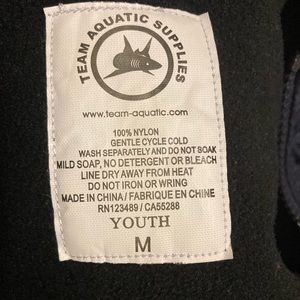 TEAM AQUATIC SUPPLIES
www.team-aquatic.com
100% NYLON
GENTLE CYCLE COLD
WASH SEPARATELY AND DO NOT SOAK
MILD SOAP, NO DETERGENT OR BLEACH
LINE DRY AWAY FROM HEAT
DO NOT IRON OR WRING
MADE IN CHINA / FABRIQUE EN CHINE
RN123489 / CA55288
YOUTH
M